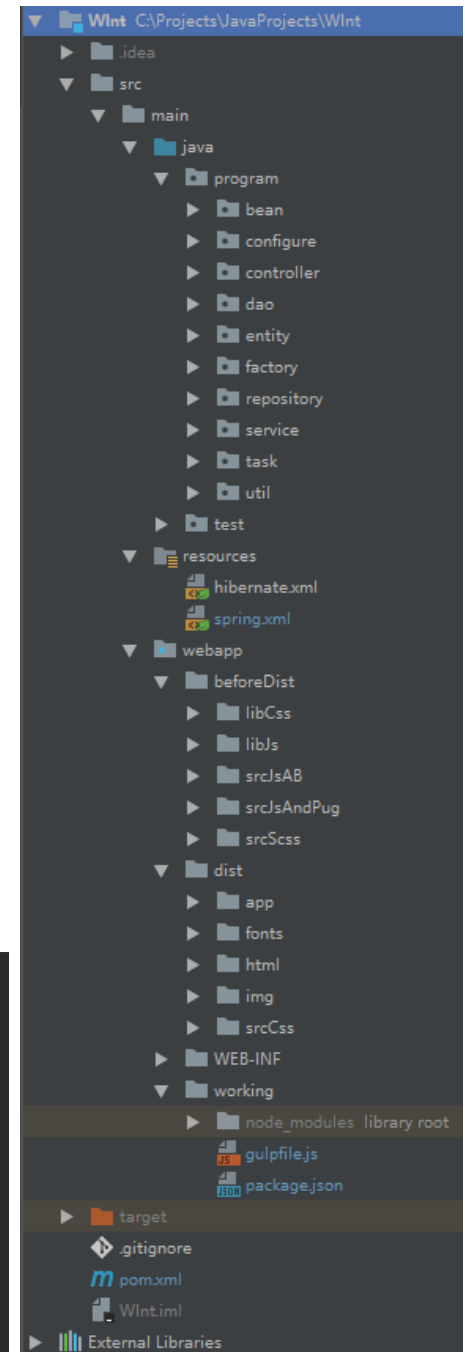 WInt C:\Projects\JavaProjects\WInt
.idea
src
main
java
program
bean
configure
controller
dao
entity
factory
repository
service
task
util
test
resources
hibernate.xml
spring.xml
webapp
beforeDist
libCss
libJs
srcJsAB
srcJsAndPug
srcScss
dist
app
fonts
html
img
srcCss
WEB-INF
working
node_modules library root
gulpfile.js
package.json
target
.gitignore
pom.xml
WInt.iml
External Libraries